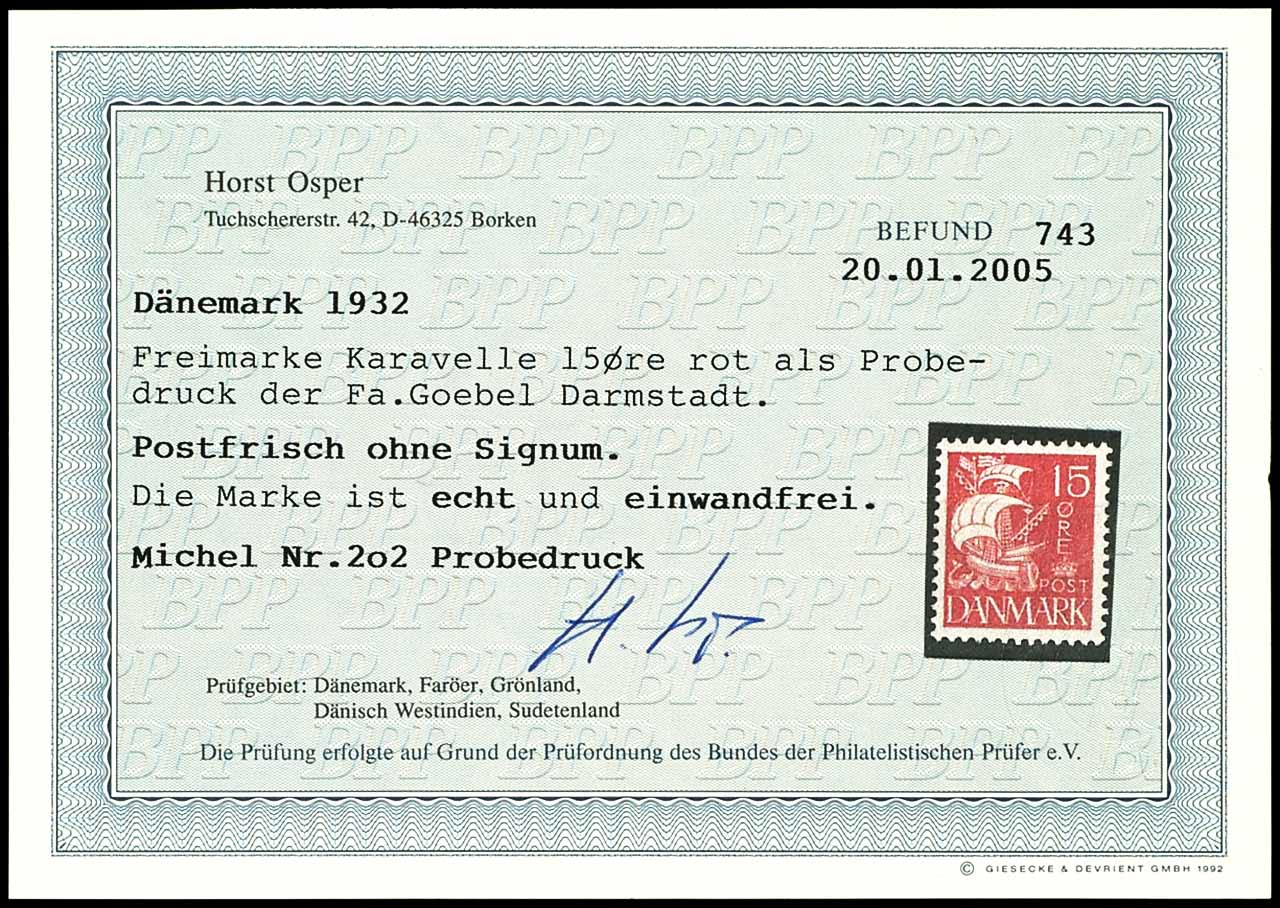 Horst Osper
Tuchschererstr. 42, D-46325 Borken
BEFUND 743
20.01.2005
Dänemark 1932
Freimarke Karavelle 15øre rot als Probe-
druck der Fa.Goebel Darmstadt.
Postfrisch ohne Signum.
Die Marke ist echt und einwandfrei.
Michel Nr.2o2 Probedruck
15
ØRE
POST
DANMARK
Prüfgebiet: Dänemark, Faröer, Grönland,
Dänisch Westindien, Sudetenland
Die Prüfung erfolgte auf Grund der Prüfordnung des Bundes der Philatelistischen Prüfer e.V.
© GIESECKE & DEVRIENT GMBH 1992